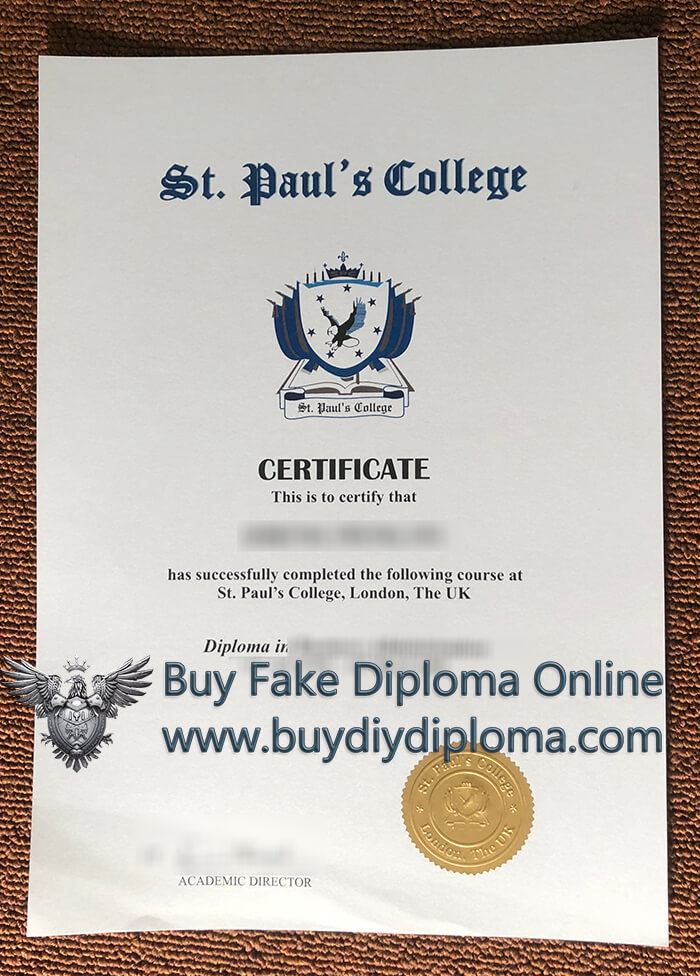 St. Paul's College
St. Paul's College
CERTIFICATE
This is to certify that
has successfully completed the following course at
St. Paul's College, London, The UK
Diploma in
Buy Fake Diploma Online
www.buydiydiploma.com
St. Paul's College
London, The UK
ACADEMIC DIRECTOR